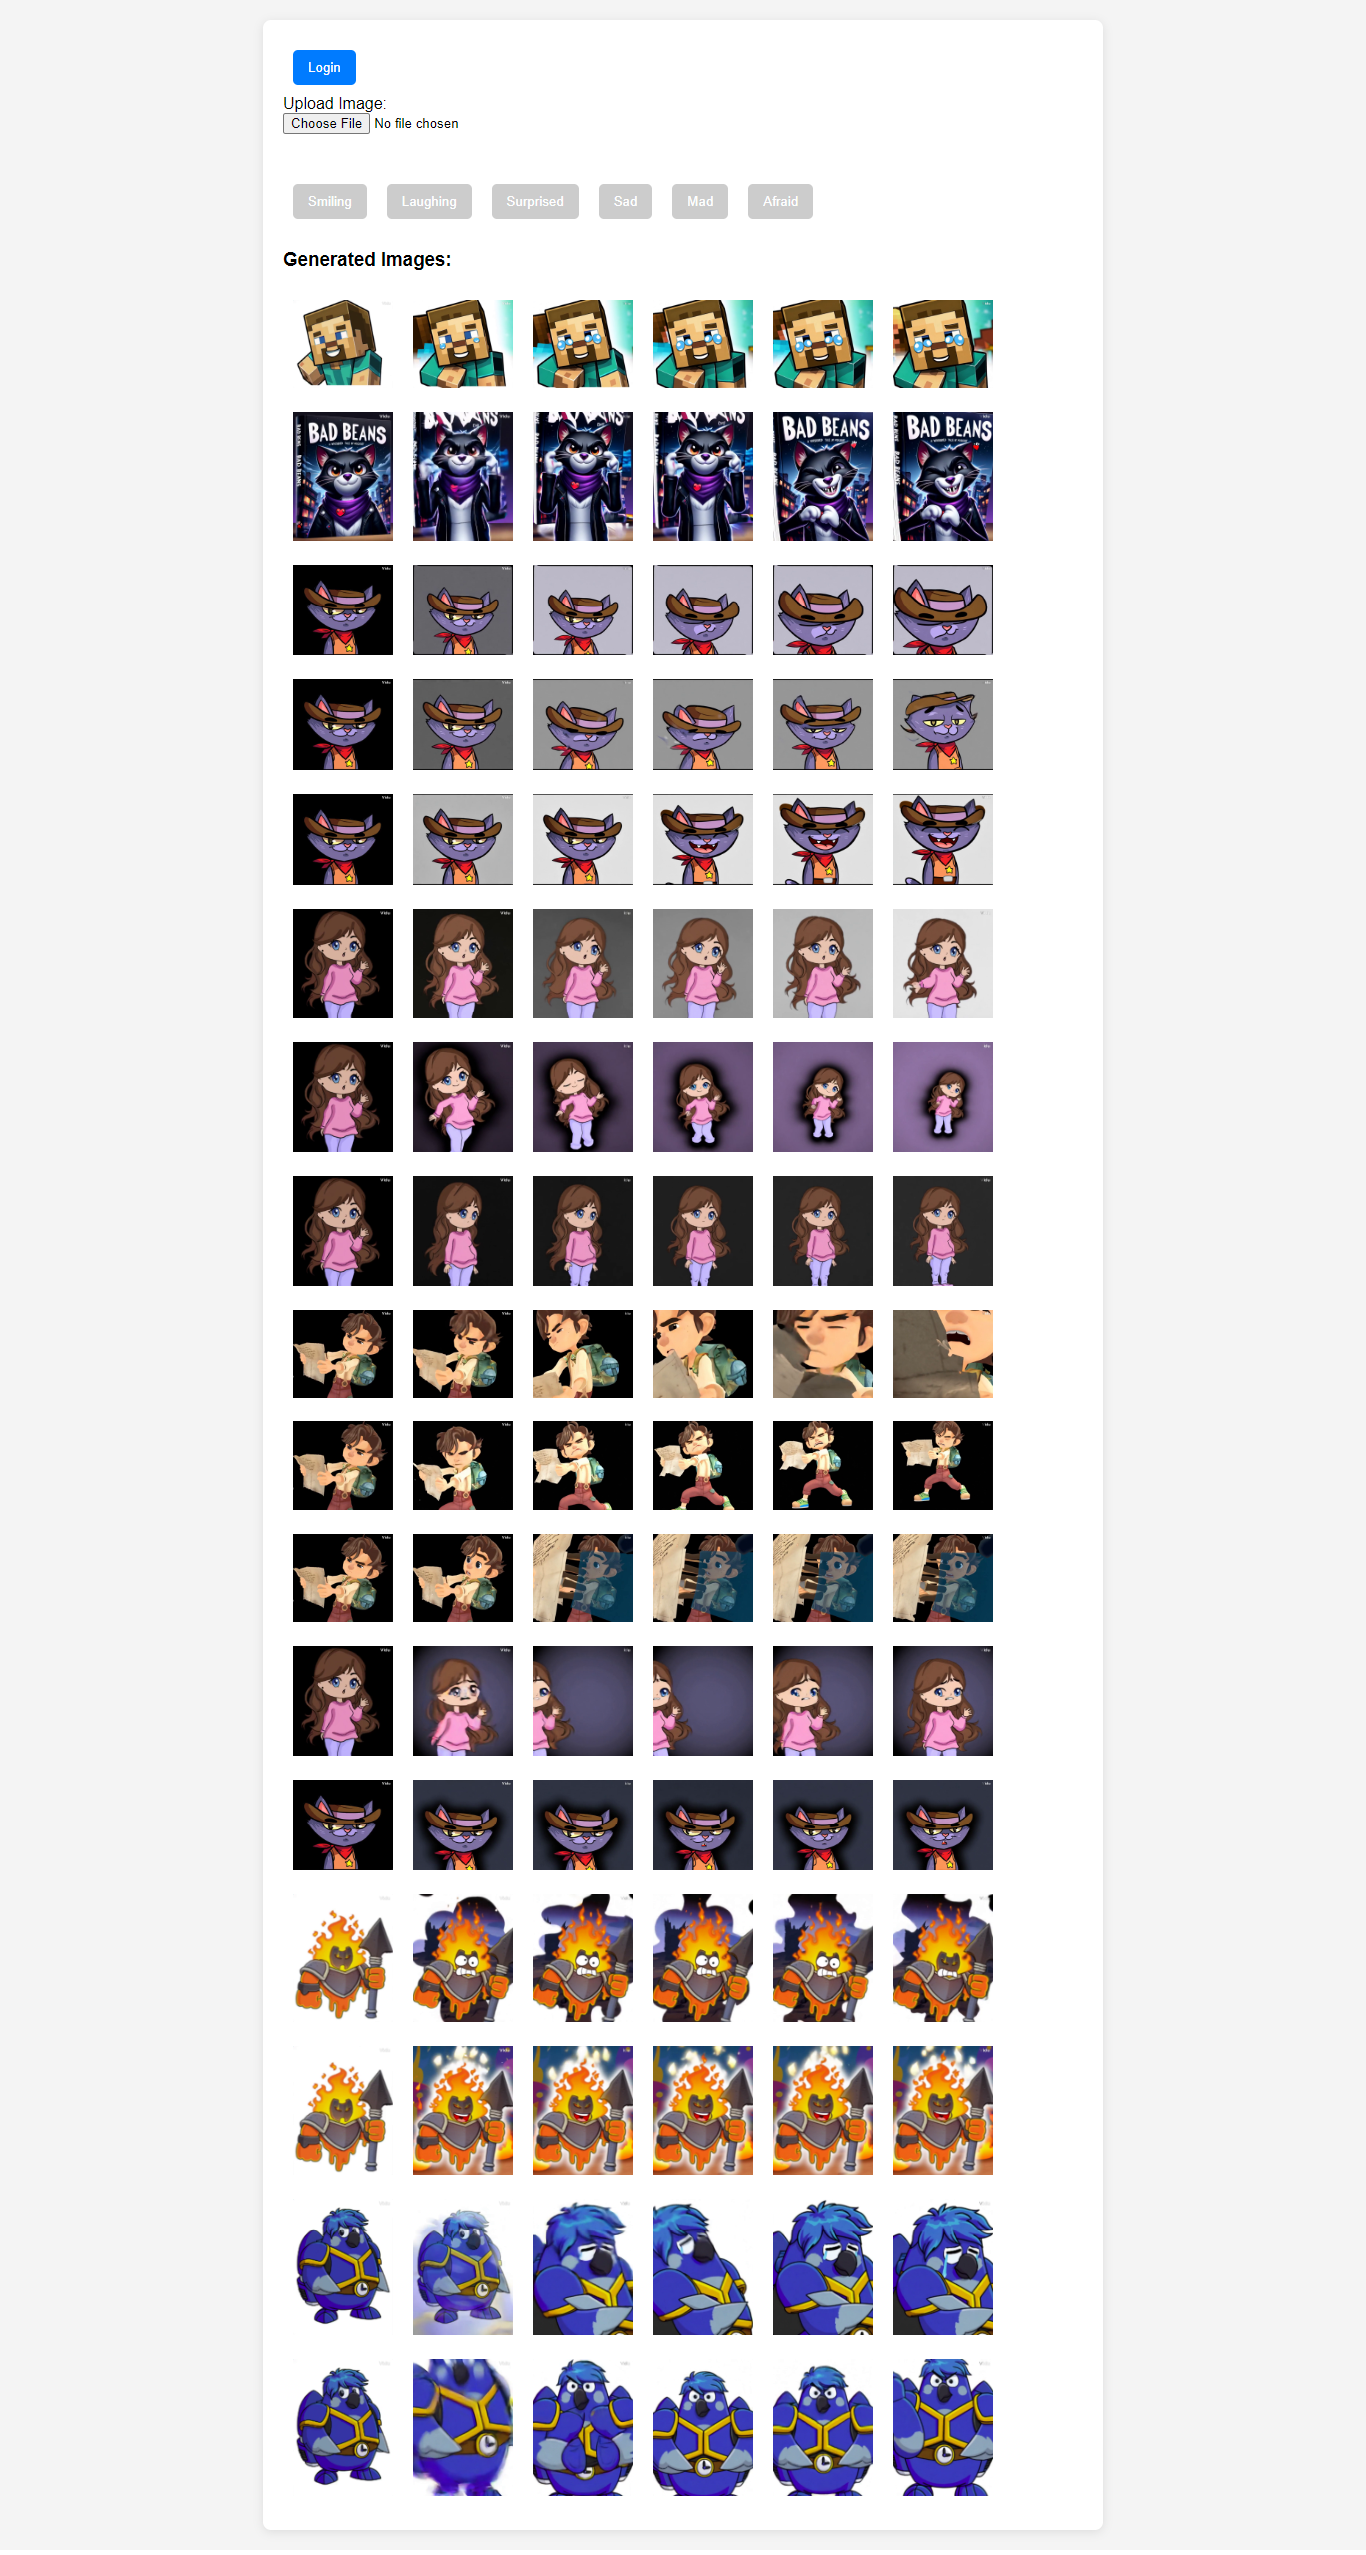 Login
Upload Image:
Choose File No file chosen
Smiling Laughing Surprised Sad Mad Afraid
Generated Images:
BAD BEANS
BAD BEANS
BAD BEANS